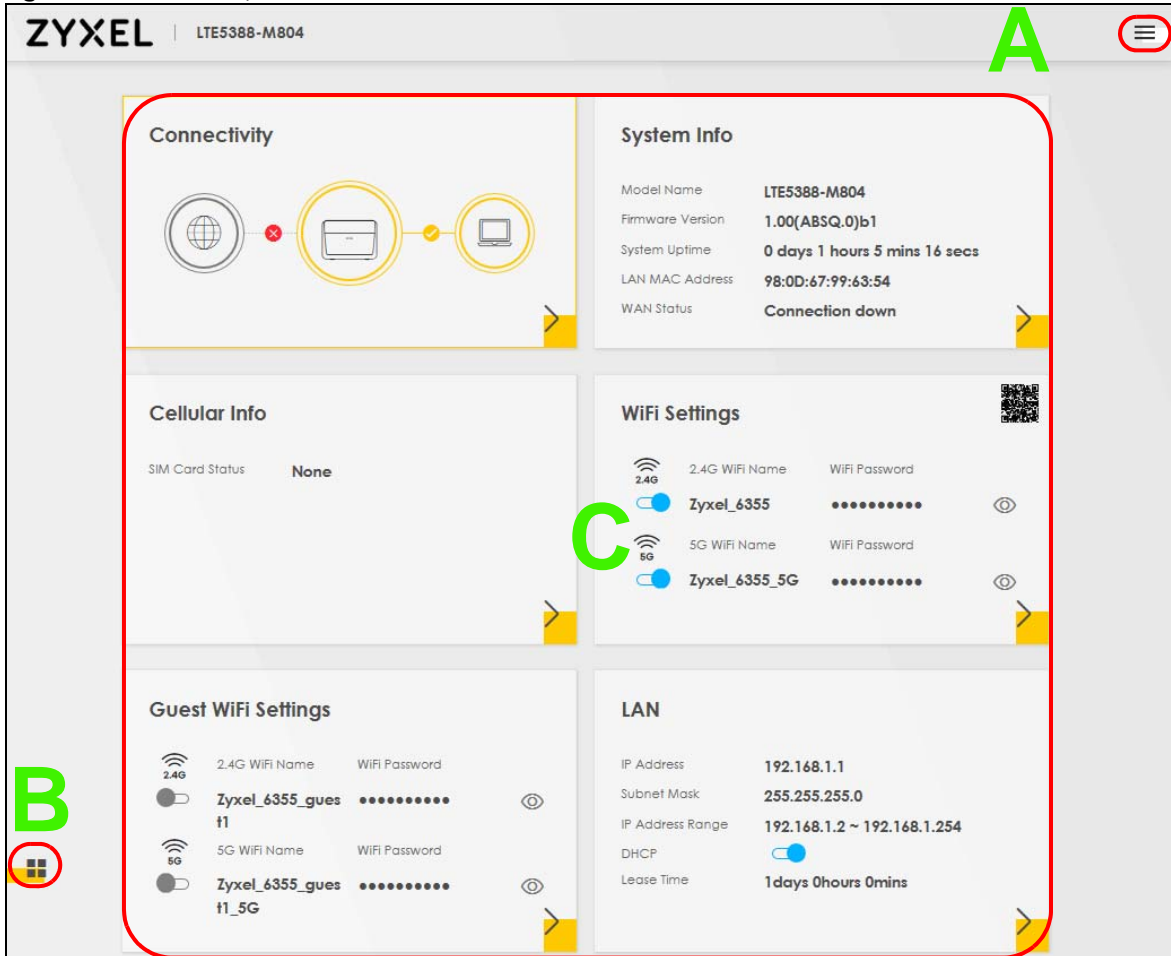 ZYXEL LTE5388-M804
A
Connectivity
System Info
Model Name LTE5388-M804
Firmware Version 1.00(ABSQ.0)b1
System Uptime 0 days 1 hours 5 mins 16 secs
LAN MAC Address 98:0D:67:99:63:54
WAN Status Connection down
Cellular Info
SIM Card Status None
WiFi Settings
2.4G 2.4G WiFi Name WiFi Password
Zyxel_6355 ●●●●●●●●●●
C
5G 5G WiFi Name WiFi Password
Zyxel_6355_5G ●●●●●●●●●●
Guest WiFi Settings
2.4G 2.4G WiFi Name WiFi Password
Zyxel_6355_gues ●●●●●●●●●●
t1
5G 5G WiFi Name WiFi Password
Zyxel_6355_gues ●●●●●●●●●●
t1_5G
B
LAN
IP Address 192.168.1.1
Subnet Mask 255.255.255.0
IP Address Range 192.168.1.2 ~ 192.168.1.254
DHCP
Lease Time 1days 0hours 0mins